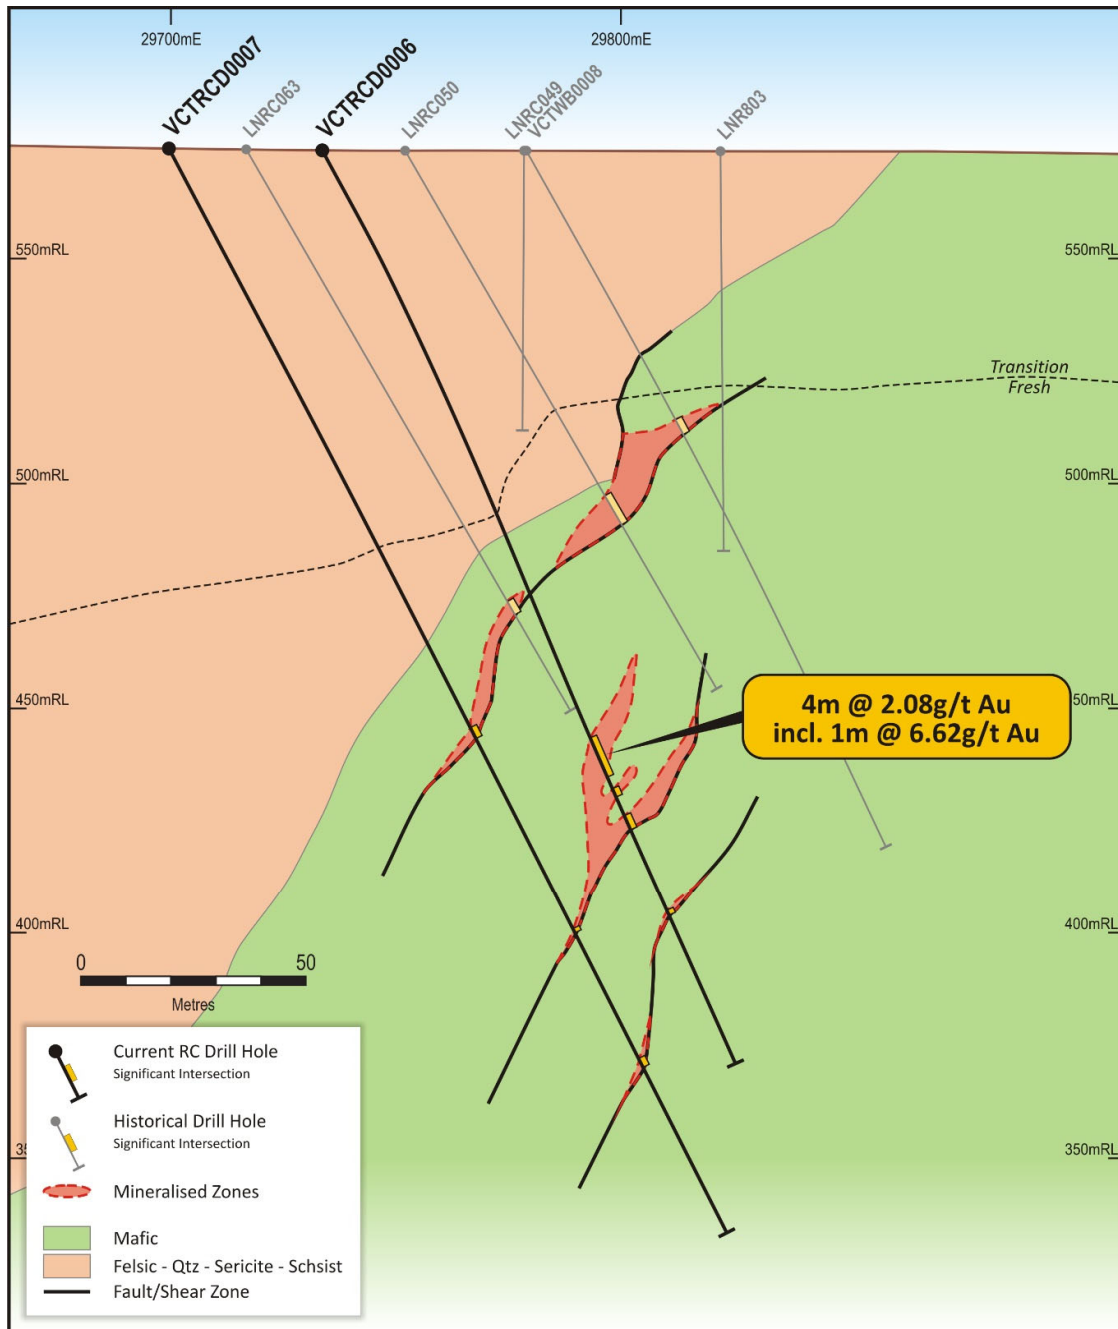 29700mE
29800mE
VCTRCD0007
LNRC063
VCTRCD0006
LNRC050
LNRC049
VCTWB0008
LNR803
550mRL
550mRL
Transition
Fresh
500mRL
500mRL
450mRL
50mRL
4m @ 2.08g/t Au
incl. 1m @ 6.62g/t Au
400mRL
400mRL
0
50
Metres
350mRL
Current RC Drill Hole
Significant Intersection
Historical Drill Hole
Significant Intersection
Mineralised Zones
Mafic
Felsic - Qtz - Sericite - Schsist
Fault/Shear Zone